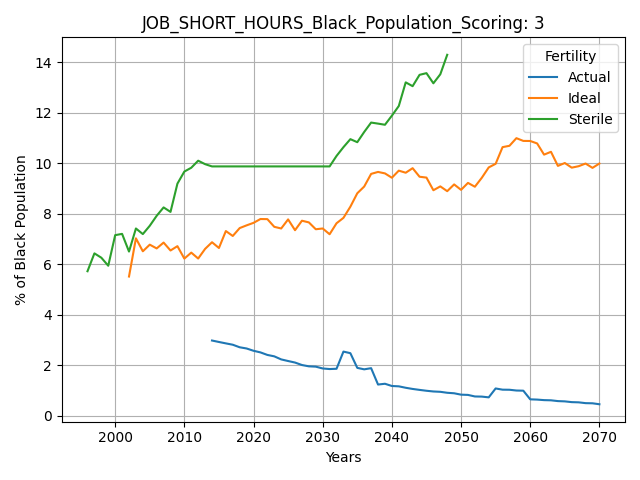 JOB_SHORT_HOURS_Black_Population_Scoring: 3
Fertility
Actual
Ideal
Sterile
% of Black Population
14
12
10
8
6
4
2
0
2000 2010 2020 2030 2040 2050 2060 2070
Years